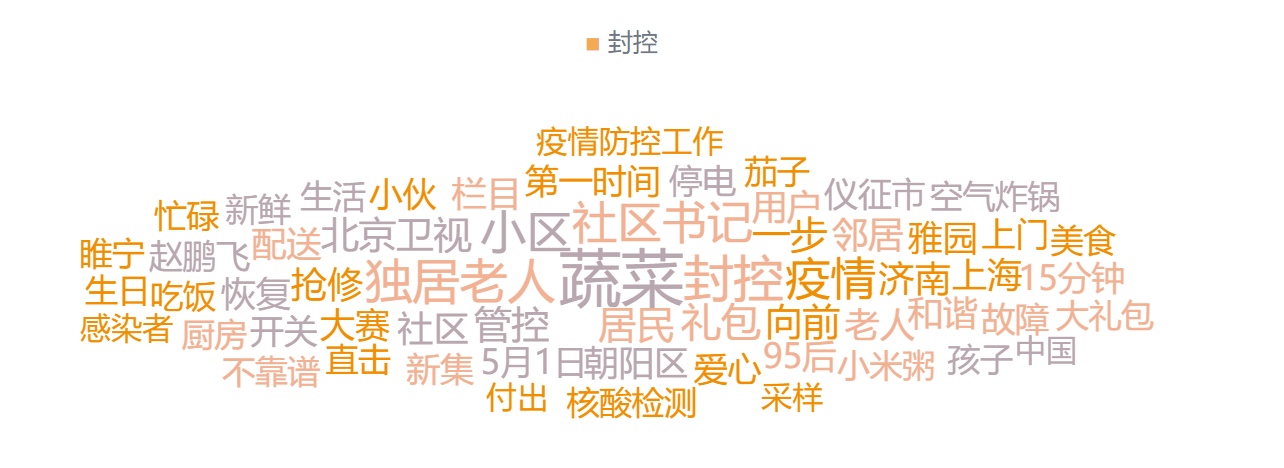 封控
疫情防控工作
第一时间 停电 茄子
忙碌 新鲜 生活 小伙 栏目 用户 仪征市 空气炸锅
睢宁 赵鹏飞 配送 北京卫视 小区 社区书记 一步 邻居 雅园 上门 美食
生日 吃饭 恢复 抢修 独居老人 蔬菜 封控 疫情 济南 上海 15分钟
感染者 厨房 开关 大赛 社区 管控 居民 礼包 向前 老人 和谐 故障 大礼包
不靠谱 直击 新集 5月1日 朝阳区 爱心 95后 小米粥 孩子 中国
付出 核酸检测 采样